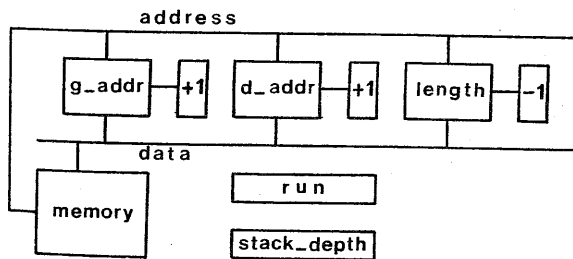 address
g_addr +1 d_addr +1 length -1
data
run
memory
stack_depth